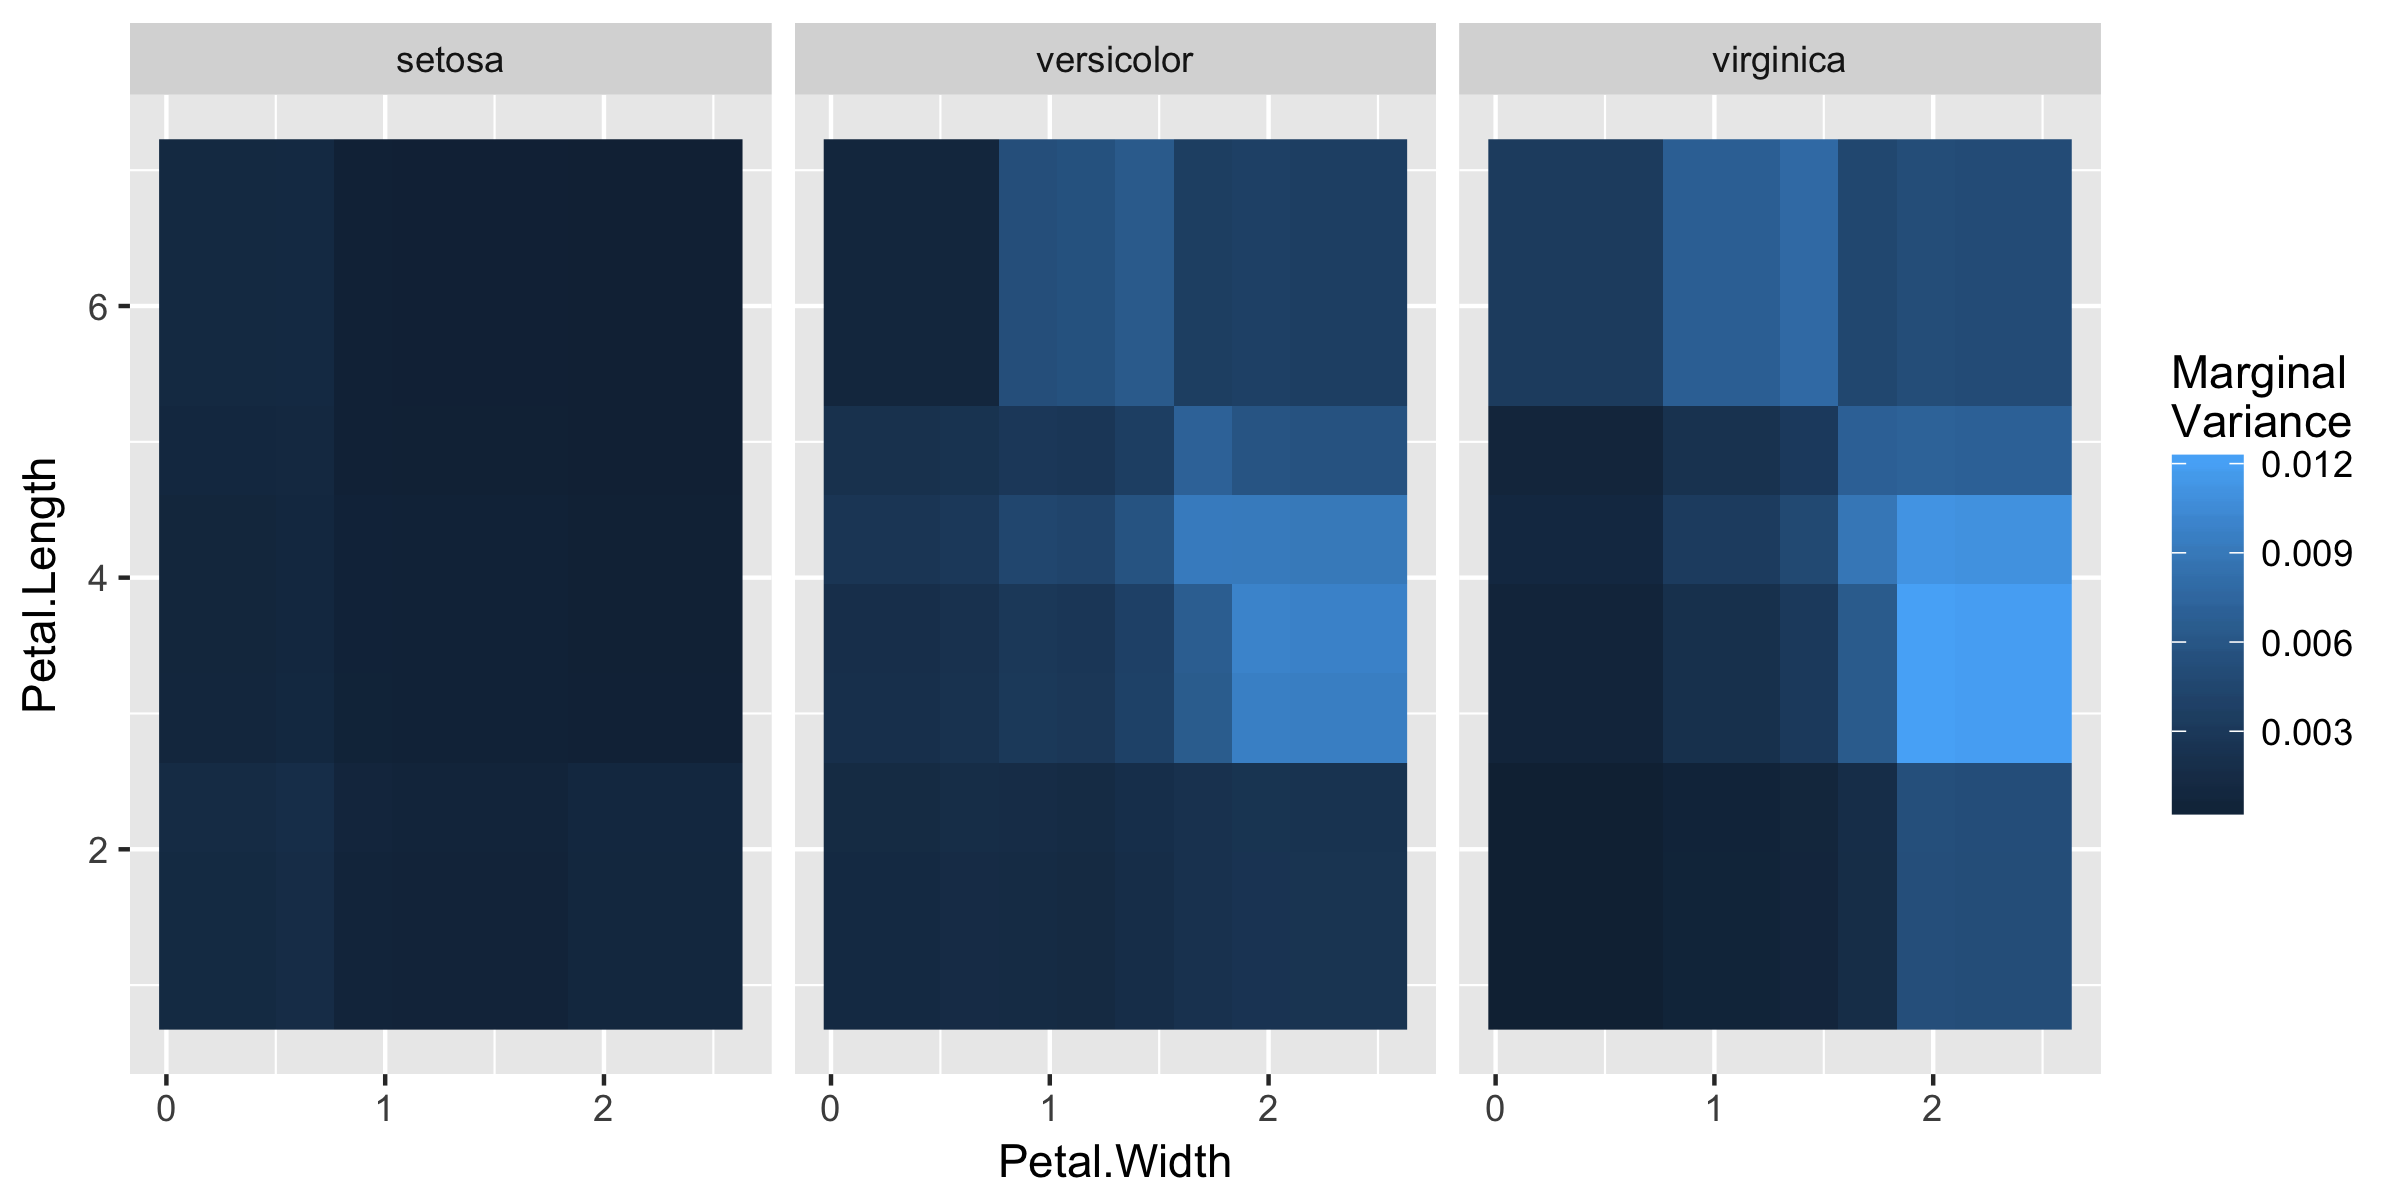 setosa
versicolor
virginica
Petal.Length
6
4
2
0
1
2
0
1
2
0
1
2
Petal.Width
Marginal
Variance
0.012
0.009
0.006
0.003